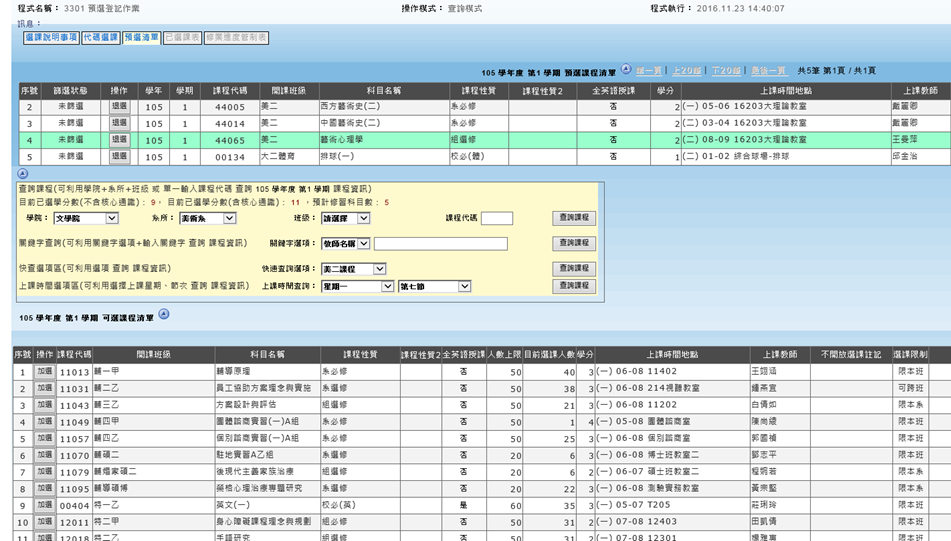 程式名稱： 3301 預選登記作業 操作模式： 查詢模式 程式執行： 2016.11.23 14:40:07
訊息：
選課說明事項 代碼選課 預選清單 已選課表 修業進度管制表
105 學年度 第1 學期 預選課程清單 | 上20細 | 下20細 | 最後一頁 共5筆 第1頁 / 共1頁
序號 篩選狀態 操作 學年 學期 課程代碼 開課班級 科目名稱 課程性質 課程性質2 全英語授課 學分 上課時間地點 上課教師
2 未篩選 退選 105 1 44005 美二 西方藝術史(二) 系必修 否 2 (一) 05-06 16203大理論教室 戴麗卿
3 未篩選 退選 105 1 44014 美二 中國藝術史(二) 系必修 否 2 (二) 03-04 16203大理論教室 戴麗卿
4 未篩選 退選 105 1 44065 美二 藝術心理學 組選修 否 2 (二) 08-09 16203大理論教室 王曼萍
5 未篩選 退選 105 1 00134 大二體育 排球(一) 校必(體) 否 1 (二) 01-02 綜合球場-排球 邱金治
查詢課程(可利用學院+系所+班級 或 單一輸入課程代碼 查詢 105 學年度 第1 學期 課程資訊)
目前已選學分數(不含核心通識)： 9， 目前已選學分數(含核心通識)： 11 ，預計修習科目數： 5
學院： 文學院 系所： 美術系 班級： 請選擇 課程代碼 查詢課程
關鍵字查詢(可利用關鍵字選項+輸入關鍵字 查詢 課程資訊) 關鍵字選項： 教師名稱 查詢課程
快查選項區(可利用選項 查詢 課程資訊) 快速查詢選項： 美二課程 查詢課程
上課時間選項區(可利用選擇上課星期、節次 查詢 課程資訊) 上課時間查詢： 星期一 第七節 查詢課程
105 學年度 第1 學期 可選課程清單
序號 操作 課程代碼 開課班級 科目名稱 課程性質 課程性質2 全英語授課 人數上限 目前選課人數 學分 上課時間地點 上課教師 不開放選課註記 選課限制
1 加選 11013 輔一甲 輔導原理 系必修 否 50 40 3 (一) 06-08 11402 王翊涵 限本班
2 加選 11031 輔二乙 員工協助方案理念與實施 系選修 否 50 38 3 (一) 06-08 214視聽教室 鍾燕宜 可跨班
3 加選 11043 輔三乙 方案設計與評估 組選修 否 50 21 3 (一) 06-08 11202 白倩如 限本系
4 加選 11049 輔四甲 團體諮商實習(一)A組 系必修 否 50 1 4 (一) 05-08 團體諮商室 陳尚綾 限本班
5 加選 11057 輔四乙 個別諮商實習(一)A組 系必修 否 50 25 3 (一) 06-08 個別諮商室 郭國禎 限本班
6 加選 11070 輔碩二 駐地實習A乙組 系選修 否 20 6 3 (一) 06-08 博士班教室二 鄧志平 限本班
7 加選 11079 輔婚家碩二 後現代主義家族治療 組選修 否 20 6 2 (一) 06-07 碩士班教室二 程婉若 限本系
8 加選 11095 輔導碩博 榮格心理治療專題研究 系選修 否 20 22 3 (一) 06-08 測驗實務教室 黃宗堅 限本系
9 加選 00404 特一乙 英文(一) 校必(英) 是 60 35 3 (一) 05-07 T205 莊琍玲 限本班
10 加選 12011 特二甲 身心障礙課程理念與規劃 組必修 否 50 31 2 (一) 07-08 12403 田凱倩 限本班
11 加選 12018 特二乙 手語研究 系選修 否 50 31 2 (一) 07-08 12301 楊雅惠 限本班